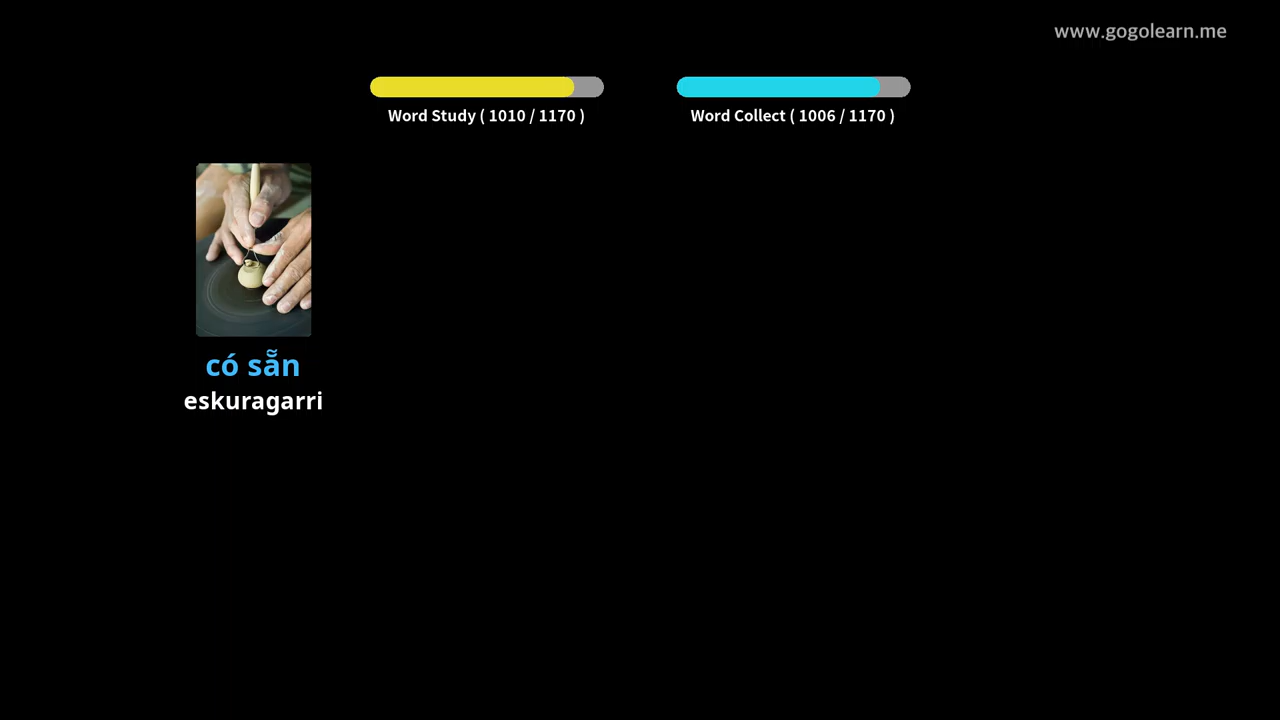 www.gogolearn.me
Word Study ( 1010 / 1170 )
Word Collect ( 1006 / 1170 )
có sẵn
eskuragarri